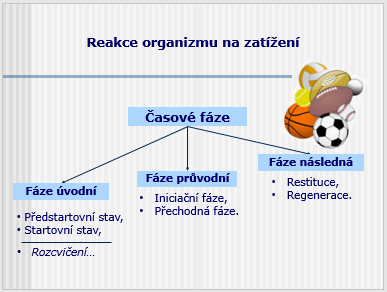 Reakce organizmu na zatížení
Časové fáze
Fáze úvodní
• Předstartovní stav,
• Startovní stav,
• Rozcvičení...
Fáze průvodní
• Iniciační fáze,
• Přechodná fáze.
Fáze následná
• Restituce,
• Regenerace.